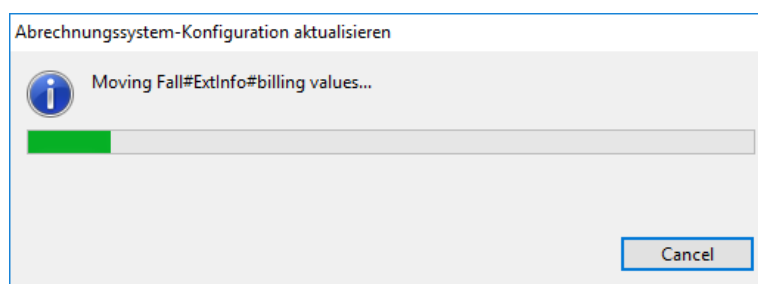 Abrechnungssystem-Konfiguration aktualisieren
Moving Fall#ExtInfo#billing values...
Cancel